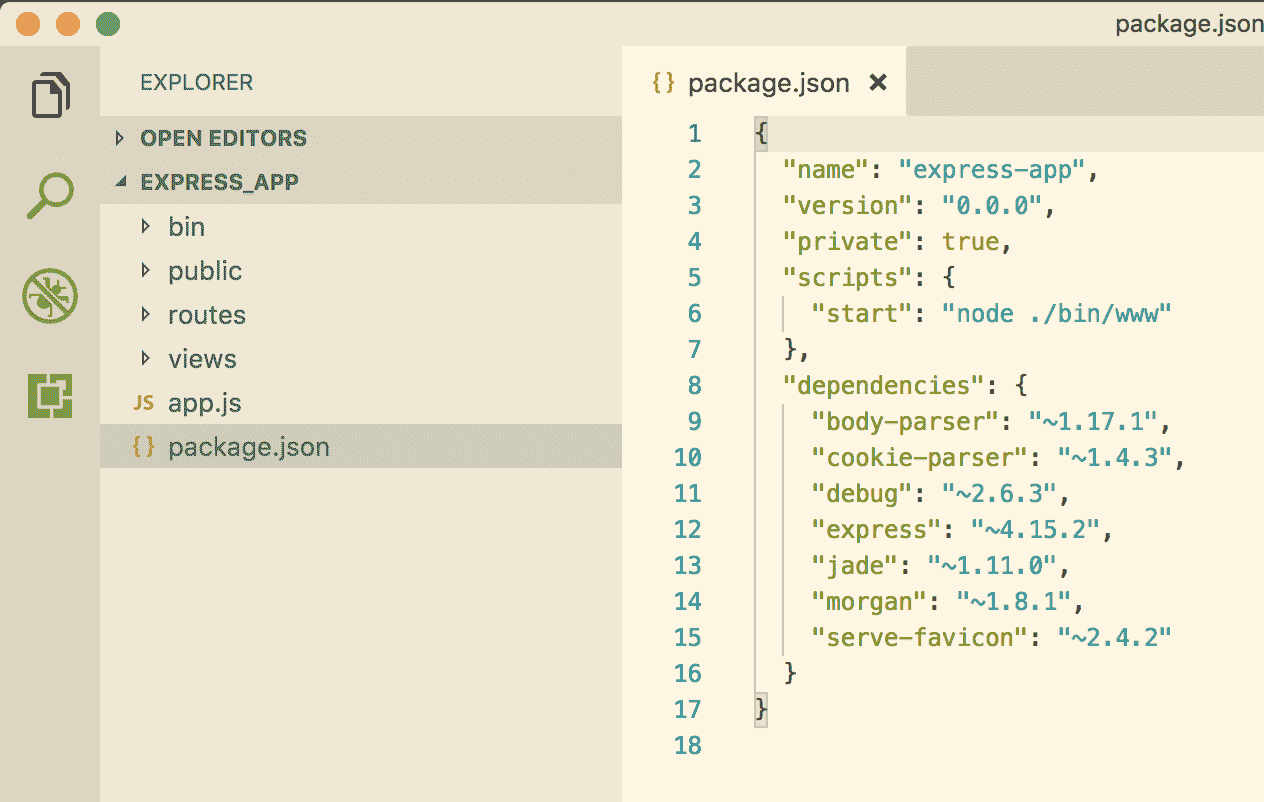 package.json
EXPLORER
OPEN EDITORS
EXPRESS_APP
bin
public
routes
views
JS app.js
{} package.json
{} package.json ×
1 {
2   "name": "express-app",
3   "version": "0.0.0",
4   "private": true,
5   "scripts": {
6     "start": "node ./bin/www"
7   },
8   "dependencies": {
9     "body-parser": "~1.17.1",
10     "cookie-parser": "~1.4.3",
11     "debug": "~2.6.3",
12     "express": "~4.15.2",
13     "jade": "~1.11.0",
14     "morgan": "~1.8.1",
15     "serve-favicon": "~2.4.2"
16   }
17 }
18